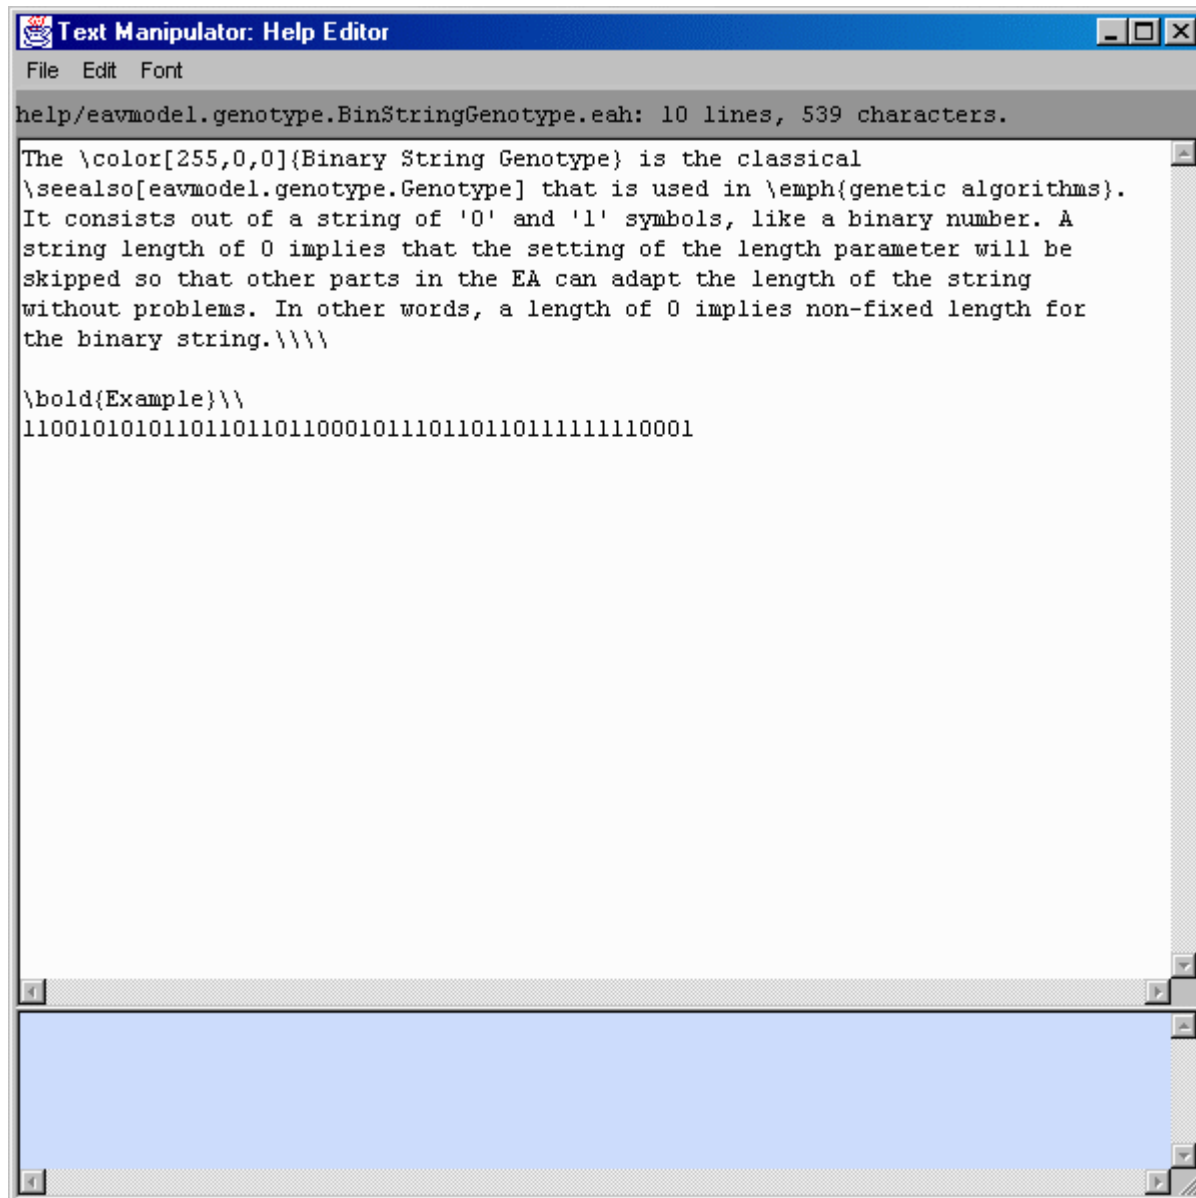 Text Manipulator: Help Editor
File Edit Font
help/eavmodel.genotype.BinStringGenotype.eah: 10 lines, 539 characters.
The \color[255,0,0]{Binary String Genotype} is the classical
\seealso[eavmodel.genotype.Genotype] that is used in \emph{genetic algorithms}.
It consists out of a string of '0' and '1' symbols, like a binary number. A
string length of 0 implies that the setting of the length parameter will be
skipped so that other parts in the EA can adapt the length of the string
without problems. In other words, a length of 0 implies non-fixed length for
the binary string.\\\\
\bold{Example}\\
110010101011011011011000101110110110111111110001